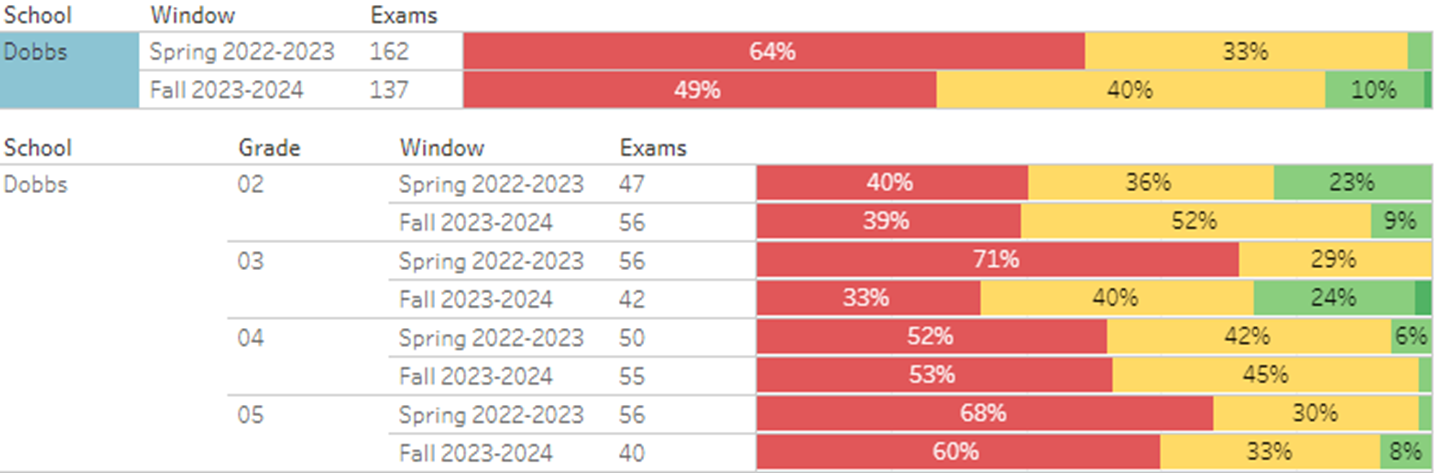 School Window Exams
Dobbs Spring 2022-2023 162 64% 33%
Fall 2023-2024 137 49% 40% 10%
School Grade Window Exams
Dobbs 02 Spring 2022-2023 47 40% 36% 23%
Fall 2023-2024 56 39% 52% 9%
03 Spring 2022-2023 56 71% 29%
Fall 2023-2024 42 33% 40% 24%
04 Spring 2022-2023 50 52% 42% 6%
Fall 2023-2024 55 53% 45%
05 Spring 2022-2023 56 68% 30%
Fall 2023-2024 40 60% 33% 8%